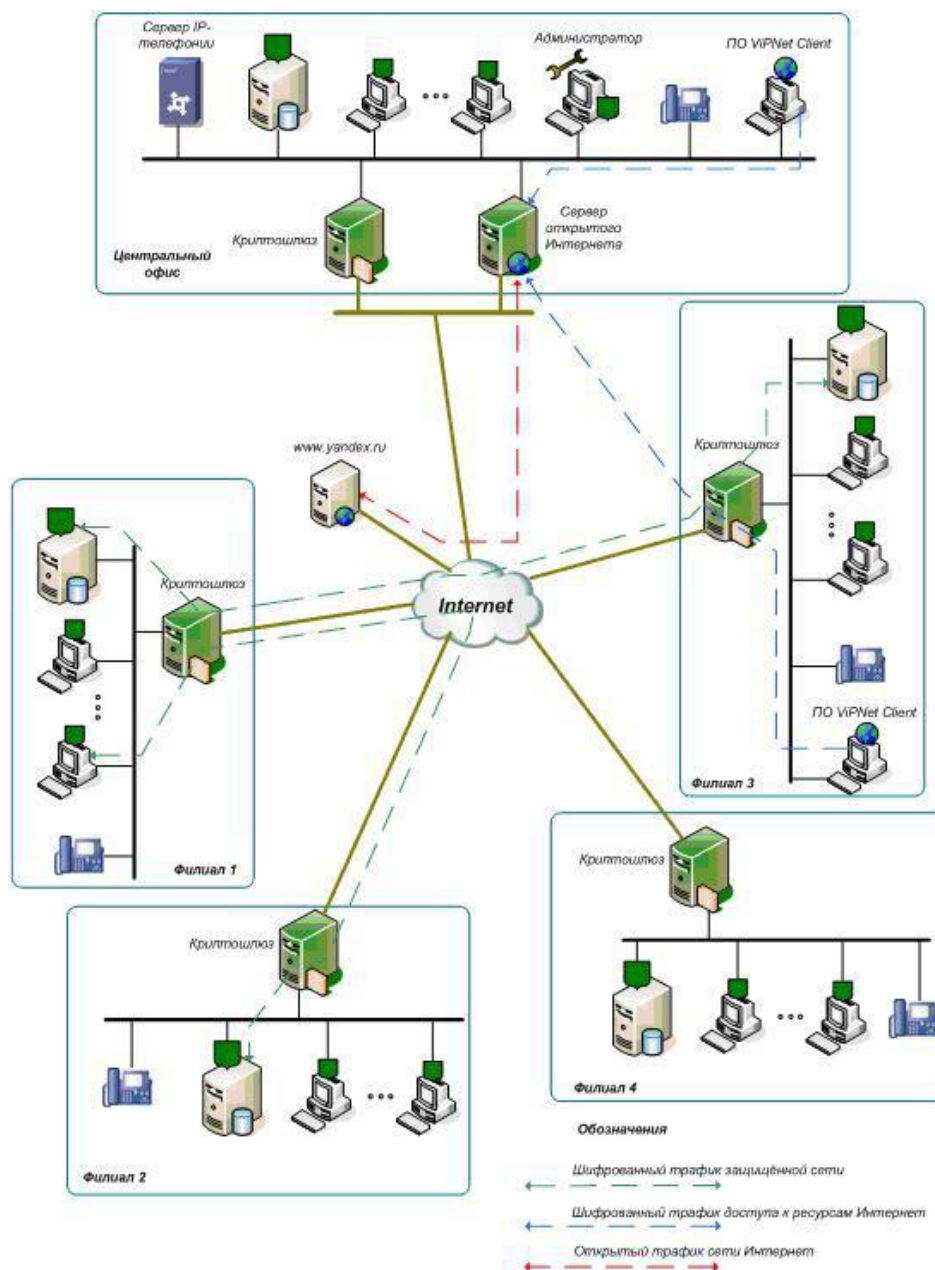 Сервер IP-
телефонии
Администратор
ПО ViPNet Client
Криптошлюз
Сервер
открытого
Интернета
Центральный
офис
www.yandex.ru
Криптошлюз
Криптошлюз
Internet
ПО ViPNet Client
Филиал 3
Филиал 1
Криптошлюз
Криптошлюз
Филиал 4
Филиал 2
Обозначения
Шифрованный трафик защищённой сети
Шифрованный трафик доступа к ресурсам Интернет
Открытый трафик сети Интернет